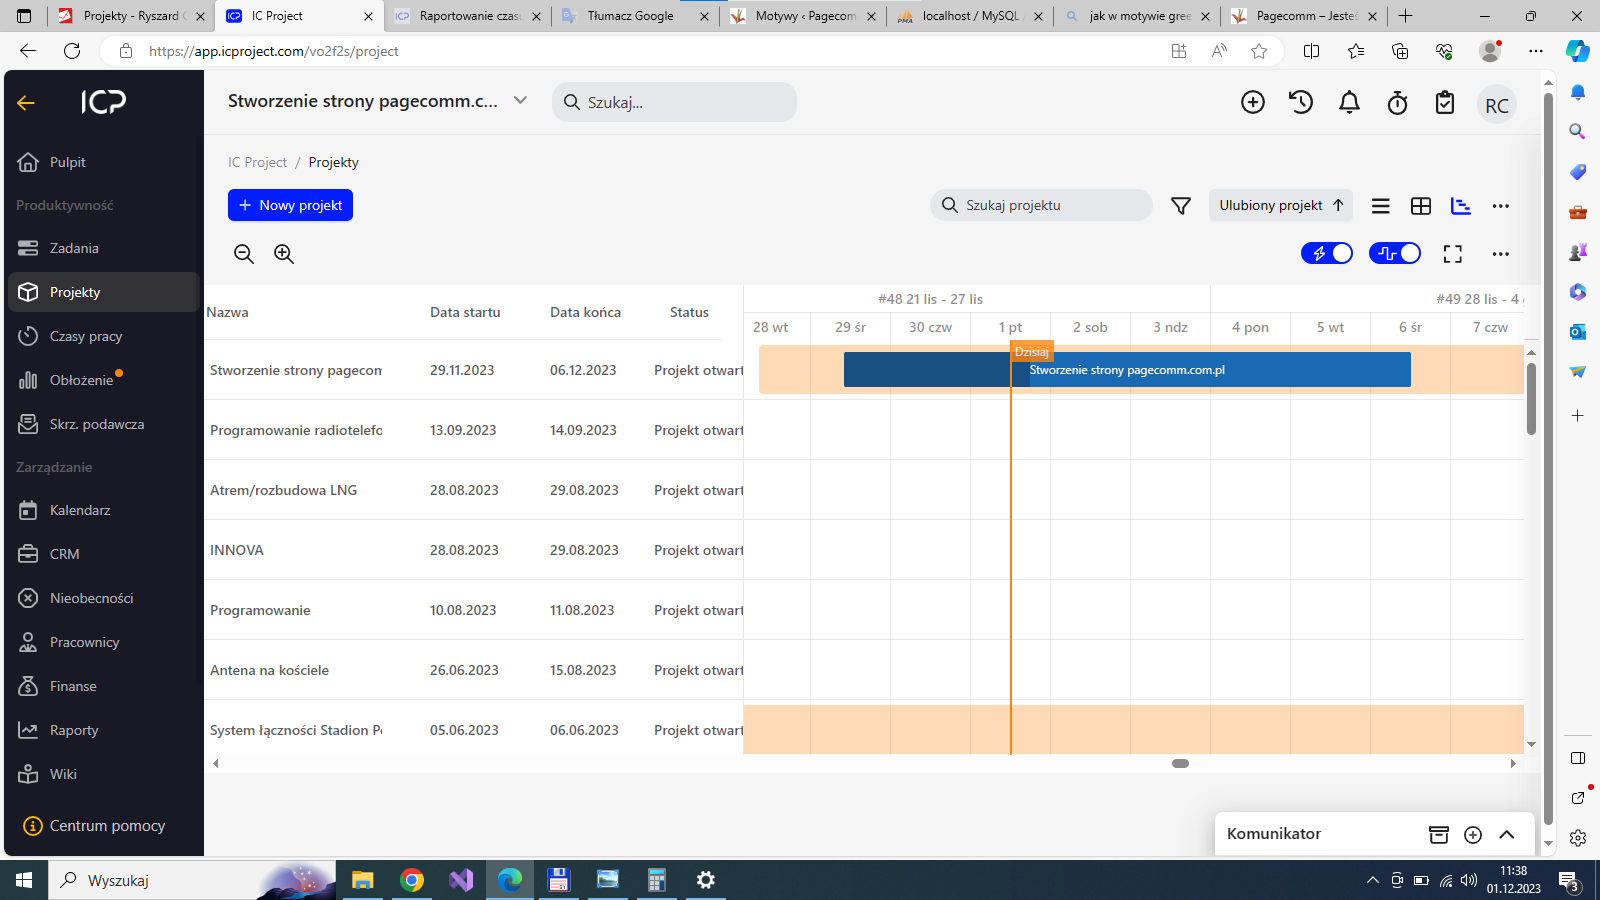 Projekty - Ryszard C
IC Project
Raportowanie czasu
Tłumacz Google
Motywy ‹ Pagecom
localhost / MySQL /
jak w motywie gree
Pagecomm – Jesteś
https://app.icproject.com/vo2f2s/project
ICP
Stworzenie strony pagecomm.c...
Szukaj...
RC
Pulpit
Produktywność
Zadania
Projekty
Czasy pracy
Obłożenie
Skrz. podawcza
Zarządzanie
Kalendarz
CRM
Nieobecności
Pracownicy
Finanse
Raporty
Wiki
Centrum pomocy
IC Project / Projekty
+ Nowy projekt
Szukaj projektu
Ulubiony projekt
Nazwa Data startu Data końca Status
#48 21 lis - 27 lis
#49 28 lis - 4
28 wt 29 śr 30 czw 1 pt 2 sob 3 ndz 4 pon 5 wt 6 śr 7 czw
Dzisiaj
Stworzenie strony pagecom 29.11.2023 06.12.2023 Projekt otwart
Stworzenie strony pagecomm.com.pl
Programowanie radiotelefo 13.09.2023 14.09.2023 Projekt otwart
Atrem/rozbudowa LNG 28.08.2023 29.08.2023 Projekt otwart
INNOVA 28.08.2023 29.08.2023 Projekt otwart
Programowanie 10.08.2023 11.08.2023 Projekt otwart
Antena na kościele 26.06.2023 15.08.2023 Projekt otwart
System łączności Stadion Po 05.06.2023 06.06.2023 Projekt otwart
Komunikator
Wyszukaj
11:38
01.12.2023
3